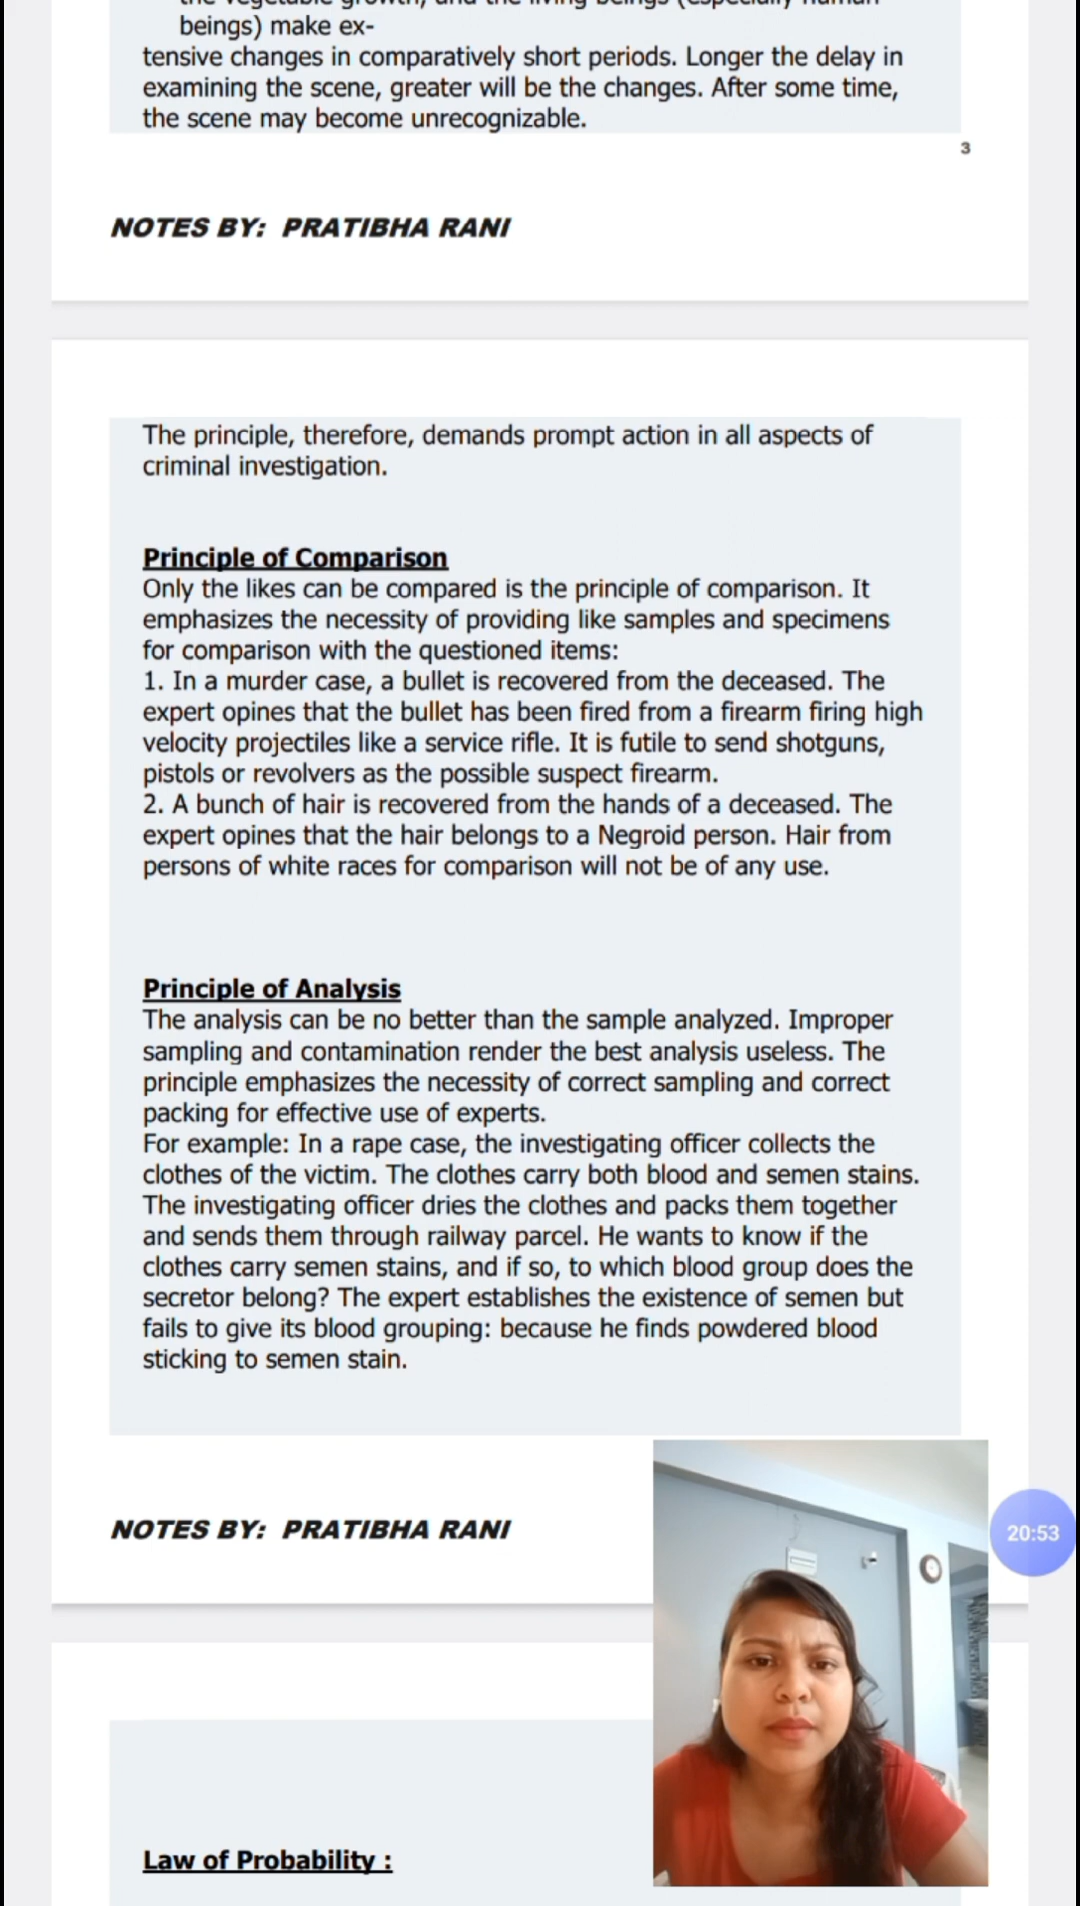 beings) make ex-
tensive changes in comparatively short periods. Longer the delay in
examining the scene, greater will be the changes. After some time,
the scene may become unrecognizable.
3
NOTES BY: PRATIBHA RANI
The principle, therefore, demands prompt action in all aspects of
criminal investigation.
Principle of Comparison
Only the likes can be compared is the principle of comparison. It
emphasizes the necessity of providing like samples and specimens
for comparison with the questioned items:
1. In a murder case, a bullet is recovered from the deceased. The
expert opines that the bullet has been fired from a firearm firing high
velocity projectiles like a service rifle. It is futile to send shotguns,
pistols or revolvers as the possible suspect firearm.
2. A bunch of hair is recovered from the hands of a deceased. The
expert opines that the hair belongs to a Negroid person. Hair from
persons of white races for comparison will not be of any use.
Principle of Analysis
The analysis can be no better than the sample analyzed. Improper
sampling and contamination render the best analysis useless. The
principle emphasizes the necessity of correct sampling and correct
packing for effective use of experts.
For example: In a rape case, the investigating officer collects the
clothes of the victim. The clothes carry both blood and semen stains.
The investigating officer dries the clothes and packs them together
and sends them through railway parcel. He wants to know if the
clothes carry semen stains, and if so, to which blood group does the
secretor belong? The expert establishes the existence of semen but
fails to give its blood grouping: because he finds powdered blood
sticking to semen stain.
NOTES BY: PRATIBHA RANI
20:53
Law of Probability :